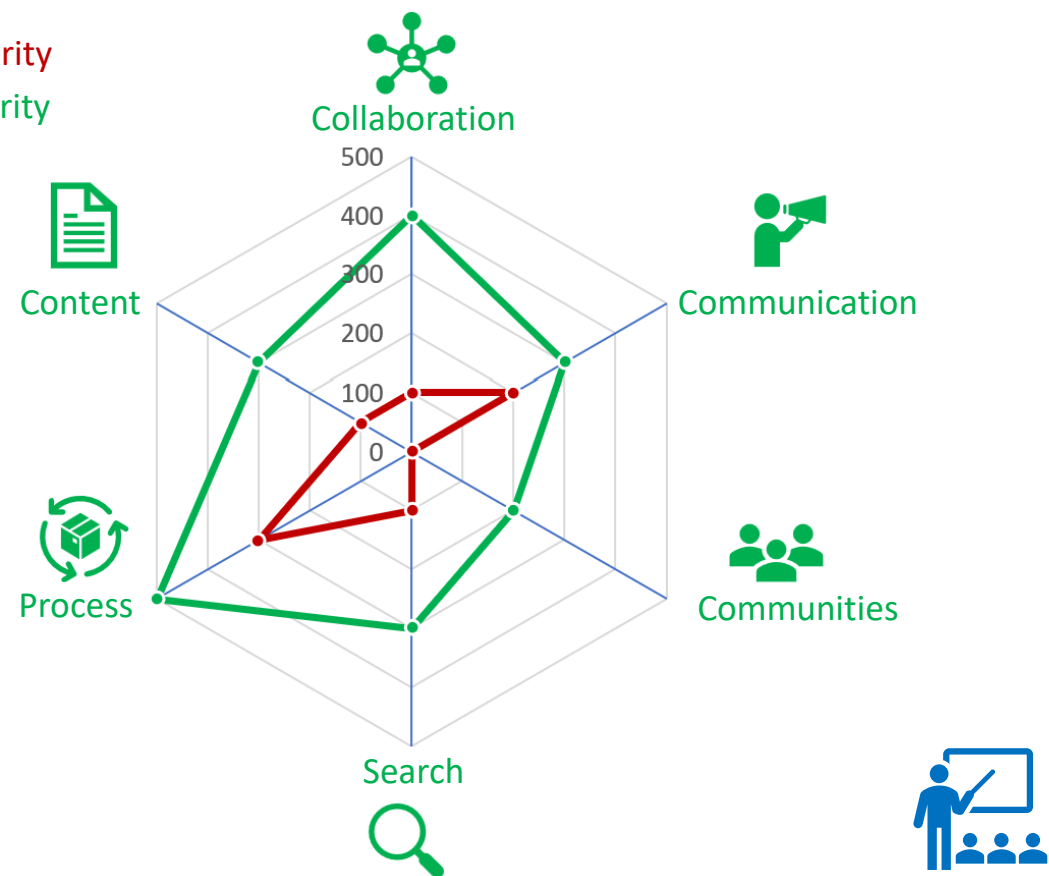 rity
rity
Collaboration
500
400
300
200
100
0
Content
Communication
Process
Communities
Search